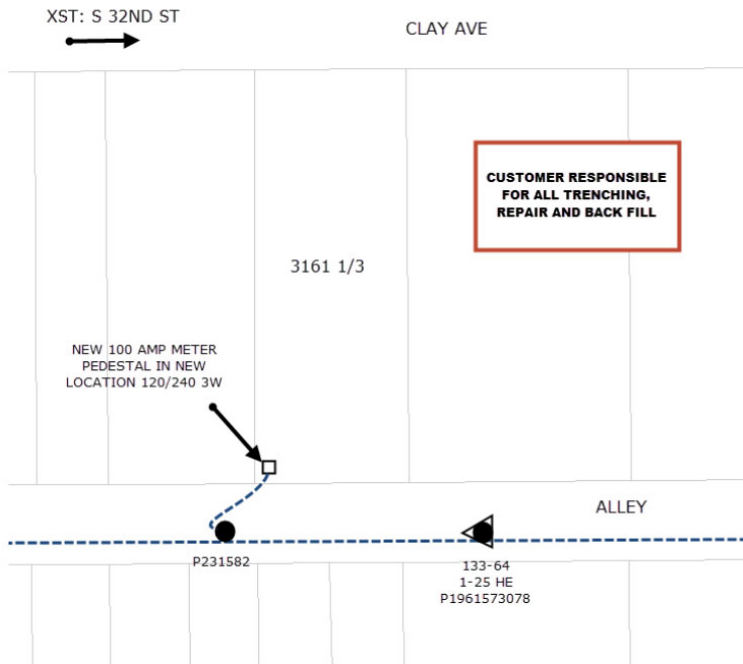 XST: S 32ND ST
CLAY AVE
CUSTOMER RESPONSIBLE
FOR ALL TRENCHING,
REPAIR AND BACK FILL
3161 1/3
NEW 100 AMP METER
PEDESTAL IN NEW
LOCATION 120/240 3W
ALLEY
P231582
133-64
1-25 HE
P1961573078